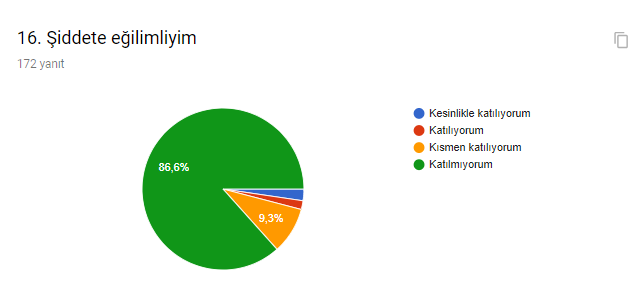 16. Şiddete eğilimliyim
172 yanıt
Kesinlikle katılıyorum
Katılıyorum
Kısmen katılıyorum
Katılmıyorum
86,6%
9,3%